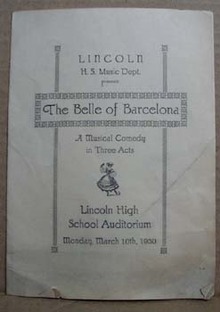 LINCOLN
H. S. Music Dept.
presents
The Belle of Barcelona
A Musical Comedy
in Three Acts
Lincoln High
School Auditorium
Monday, March 10th, 1930